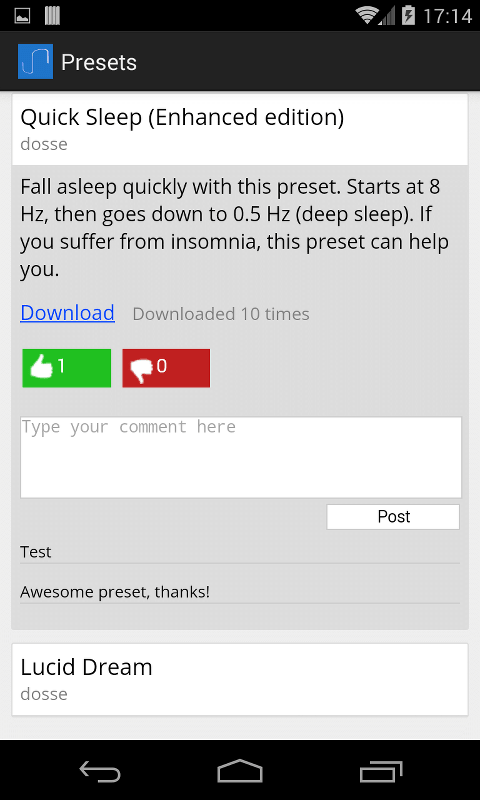 17:14
Presets
Quick Sleep (Enhanced edition)
dosse
Fall asleep quickly with this preset. Starts at 8
Hz, then goes down to 0.5 Hz (deep sleep). If
you suffer from insomnia, this preset can help
you.
Download Downloaded 10 times
1 0
Type your comment here
Post
Test
Awesome preset, thanks!
Lucid Dream
dosse